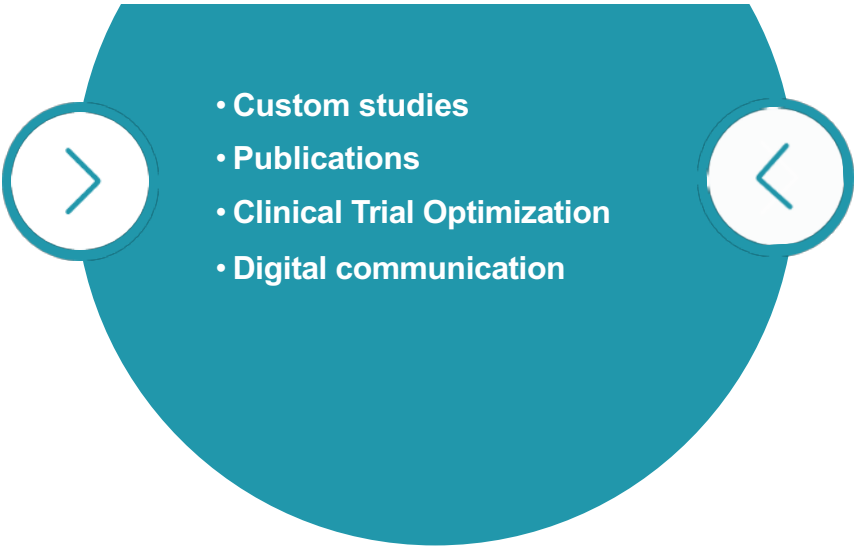 • Custom studies
• Publications
• Clinical Trial Optimization
• Digital communication